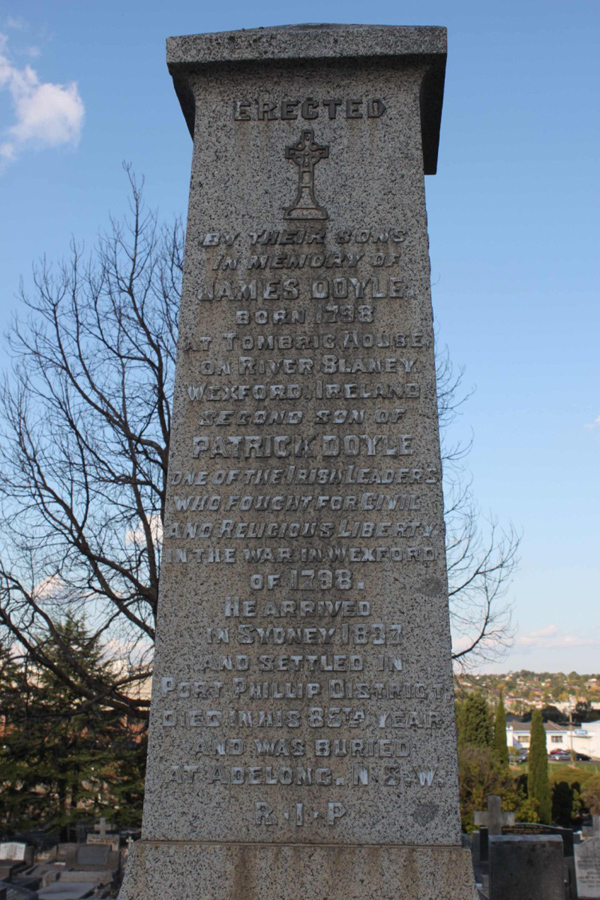 ERECTED
BY THEIR SONS
IN MEMORY OF
JAMES DOYLE.
BORN 1798
AT TOMBRIC HOUSE
ON RIVER SLANEY.
WEXFORD. IRELAND
SECOND SON OF
PATRICK DOYLE
ONE OF THE IRISH LEADERS
WHO FOUGHT FOR CIVIC
AND RELIGIOUS LIBERTY
IN THE WAR IN WEXFORD
OF 1798.
HE ARRIVED
IN SYDNEY 1837
AND SETTLED IN
PORT PHILLIP DISTRICT
DIED IN HIS 85TH YEAR
AND WAS BURIED
AT ADELONG. N.S.W.
R·I·P